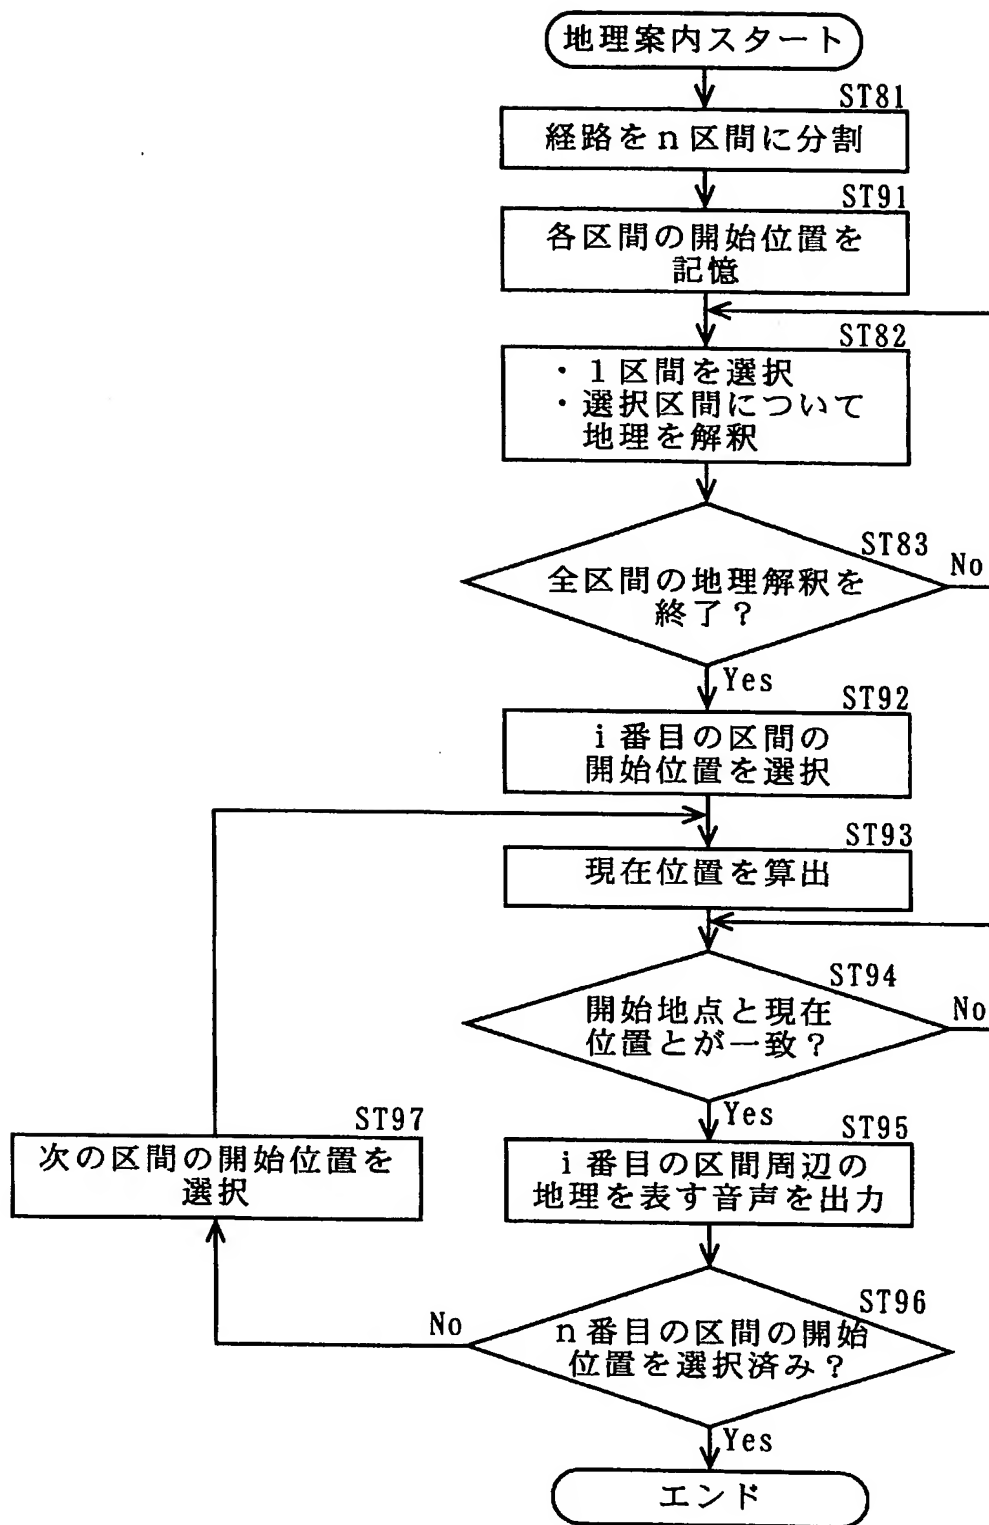 地理案内スタート
ST81
経路をn区間に分割
ST91
各区間の開始位置を
記憶
ST82
・1区間を選択
・選択区間について
地理を解釈
ST83
No
全区間の地理解釈を
終了?
Yes
ST92
i番目の区間の
開始位置を選択
ST93
現在位置を算出
ST94
No
開始地点と現在
位置とが一致?
Yes
ST97
次の区間の開始位置を
選択
ST95
i番目の区間周辺の
地理を表す音声を出力
ST96
No
n番目の区間の開始
位置を選択済み?
Yes
エンド